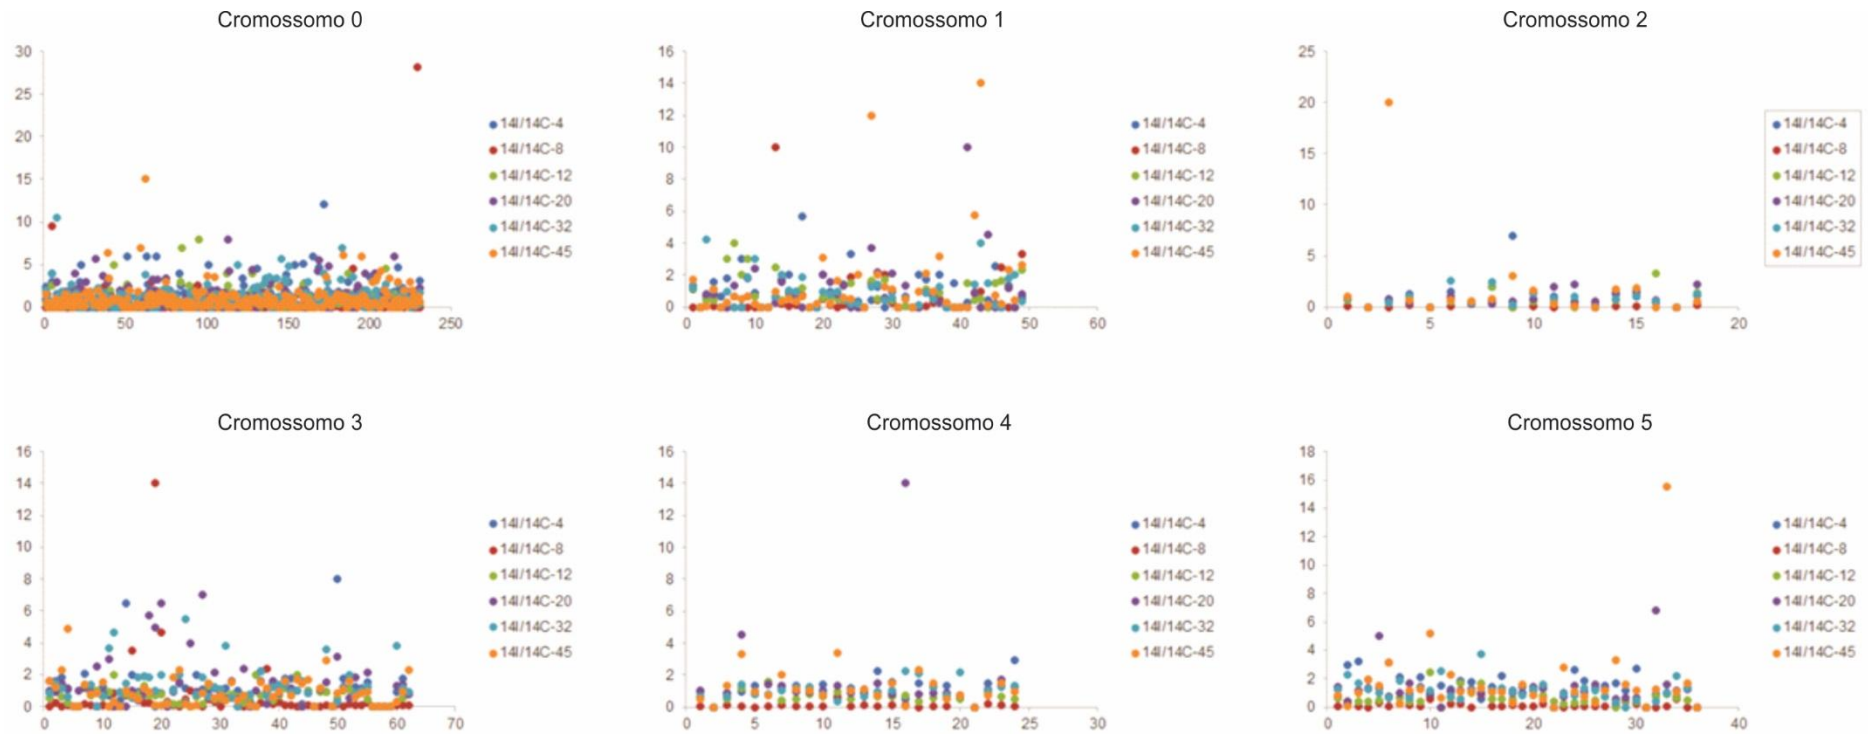 Cromossomo 0
30
25
20
15
10
5
0
0 50 100 150 200 250
14I/14C-4
14I/14C-8
14I/14C-12
14I/14C-20
14I/14C-32
14I/14C-45
Cromossomo 1
16
14
12
10
8
6
4
2
0
0 10 20 30 40 50 60
14I/14C-4
14I/14C-8
14I/14C-12
14I/14C-20
14I/14C-32
14I/14C-45
Cromossomo 2
25
20
15
10
5
0
0 5 10 15 20
14I/14C-4
14I/14C-8
14I/14C-12
14I/14C-20
14I/14C-32
14I/14C-45
Cromossomo 3
16
14
12
10
8
6
4
2
0
0 10 20 30 40 50 60 70
14I/14C-4
14I/14C-8
14I/14C-12
14I/14C-20
14I/14C-32
14I/14C-45
Cromossomo 4
16
14
12
10
8
6
4
2
0
0 5 10 15 20 25 30
14I/14C-4
14I/14C-8
14I/14C-12
14I/14C-20
14I/14C-32
14I/14C-45
Cromossomo 5
18
16
14
12
10
8
6
4
2
0
0 10 20 30 40
14I/14C-4
14I/14C-8
14I/14C-12
14I/14C-20
14I/14C-32
14I/14C-45